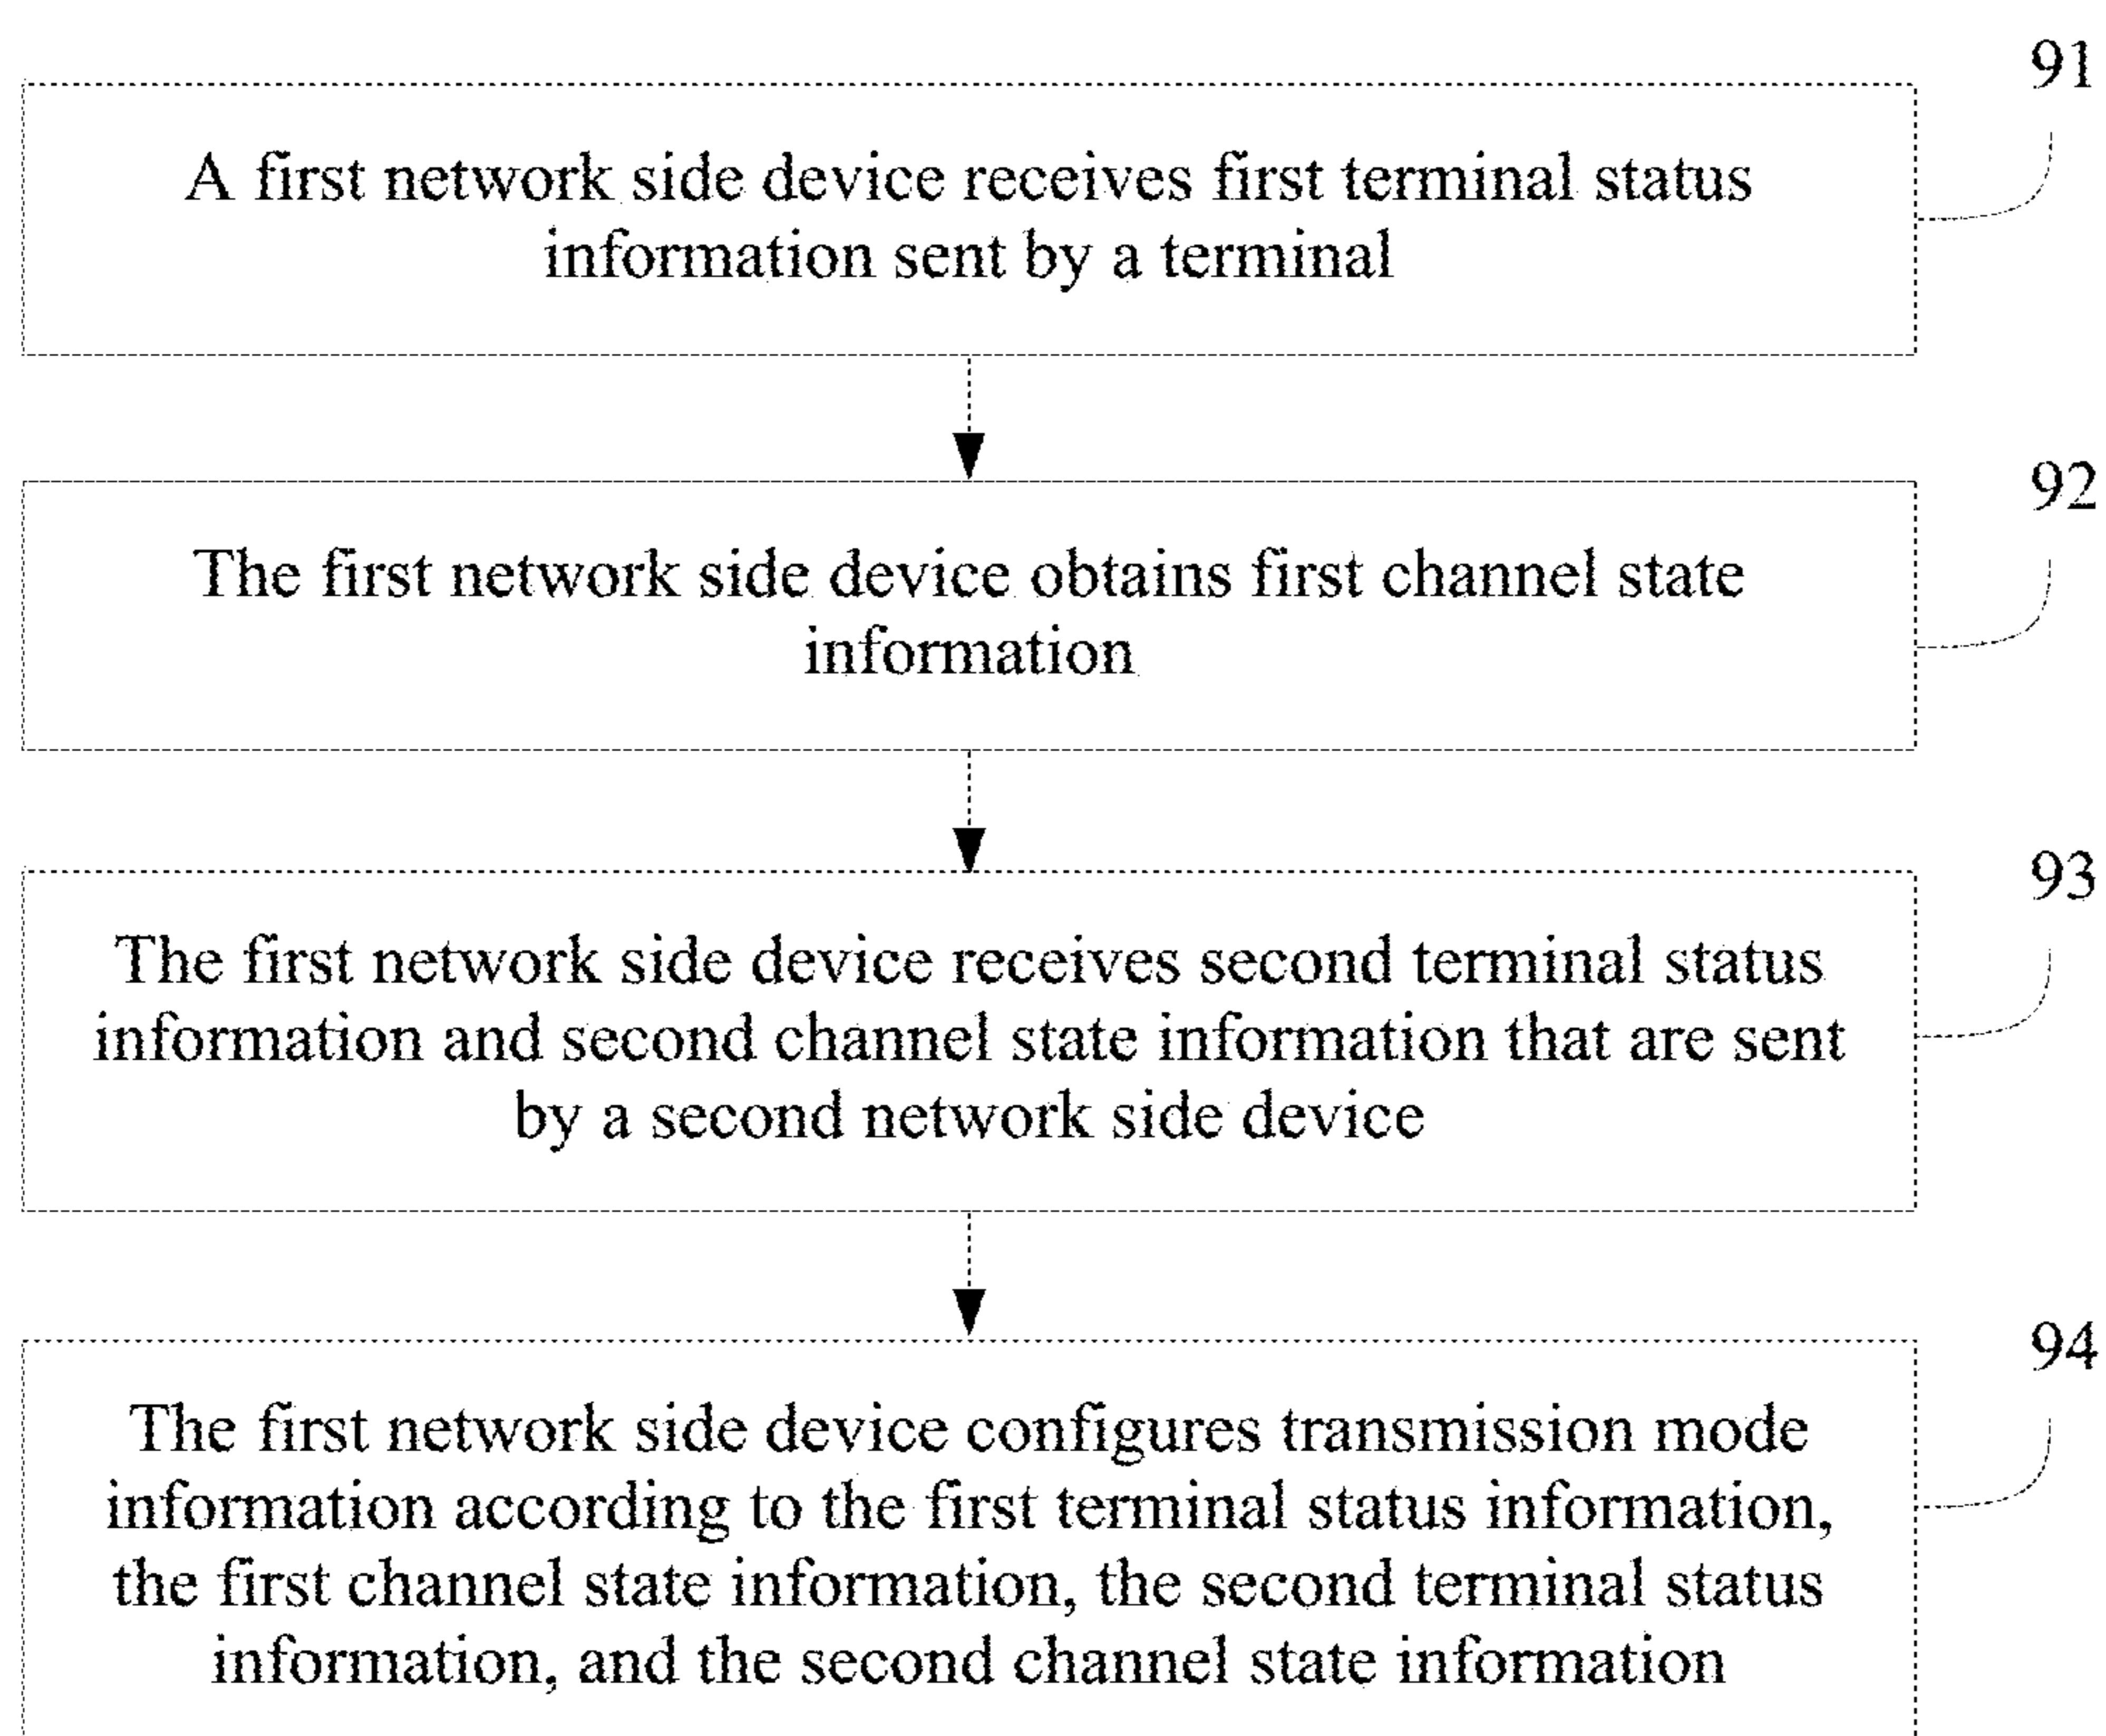 91
A first network side device receives first terminal status
information sent by a terminal
92
The first network side device obtains first channel state
information
93
The first network side device receives second terminal status
information and second channel state information that are sent
by a second network side device
94
The first network side device configures transmission mode
information according to the first terminal status information,
the first channel state information, the second terminal status
information, and the second channel state information